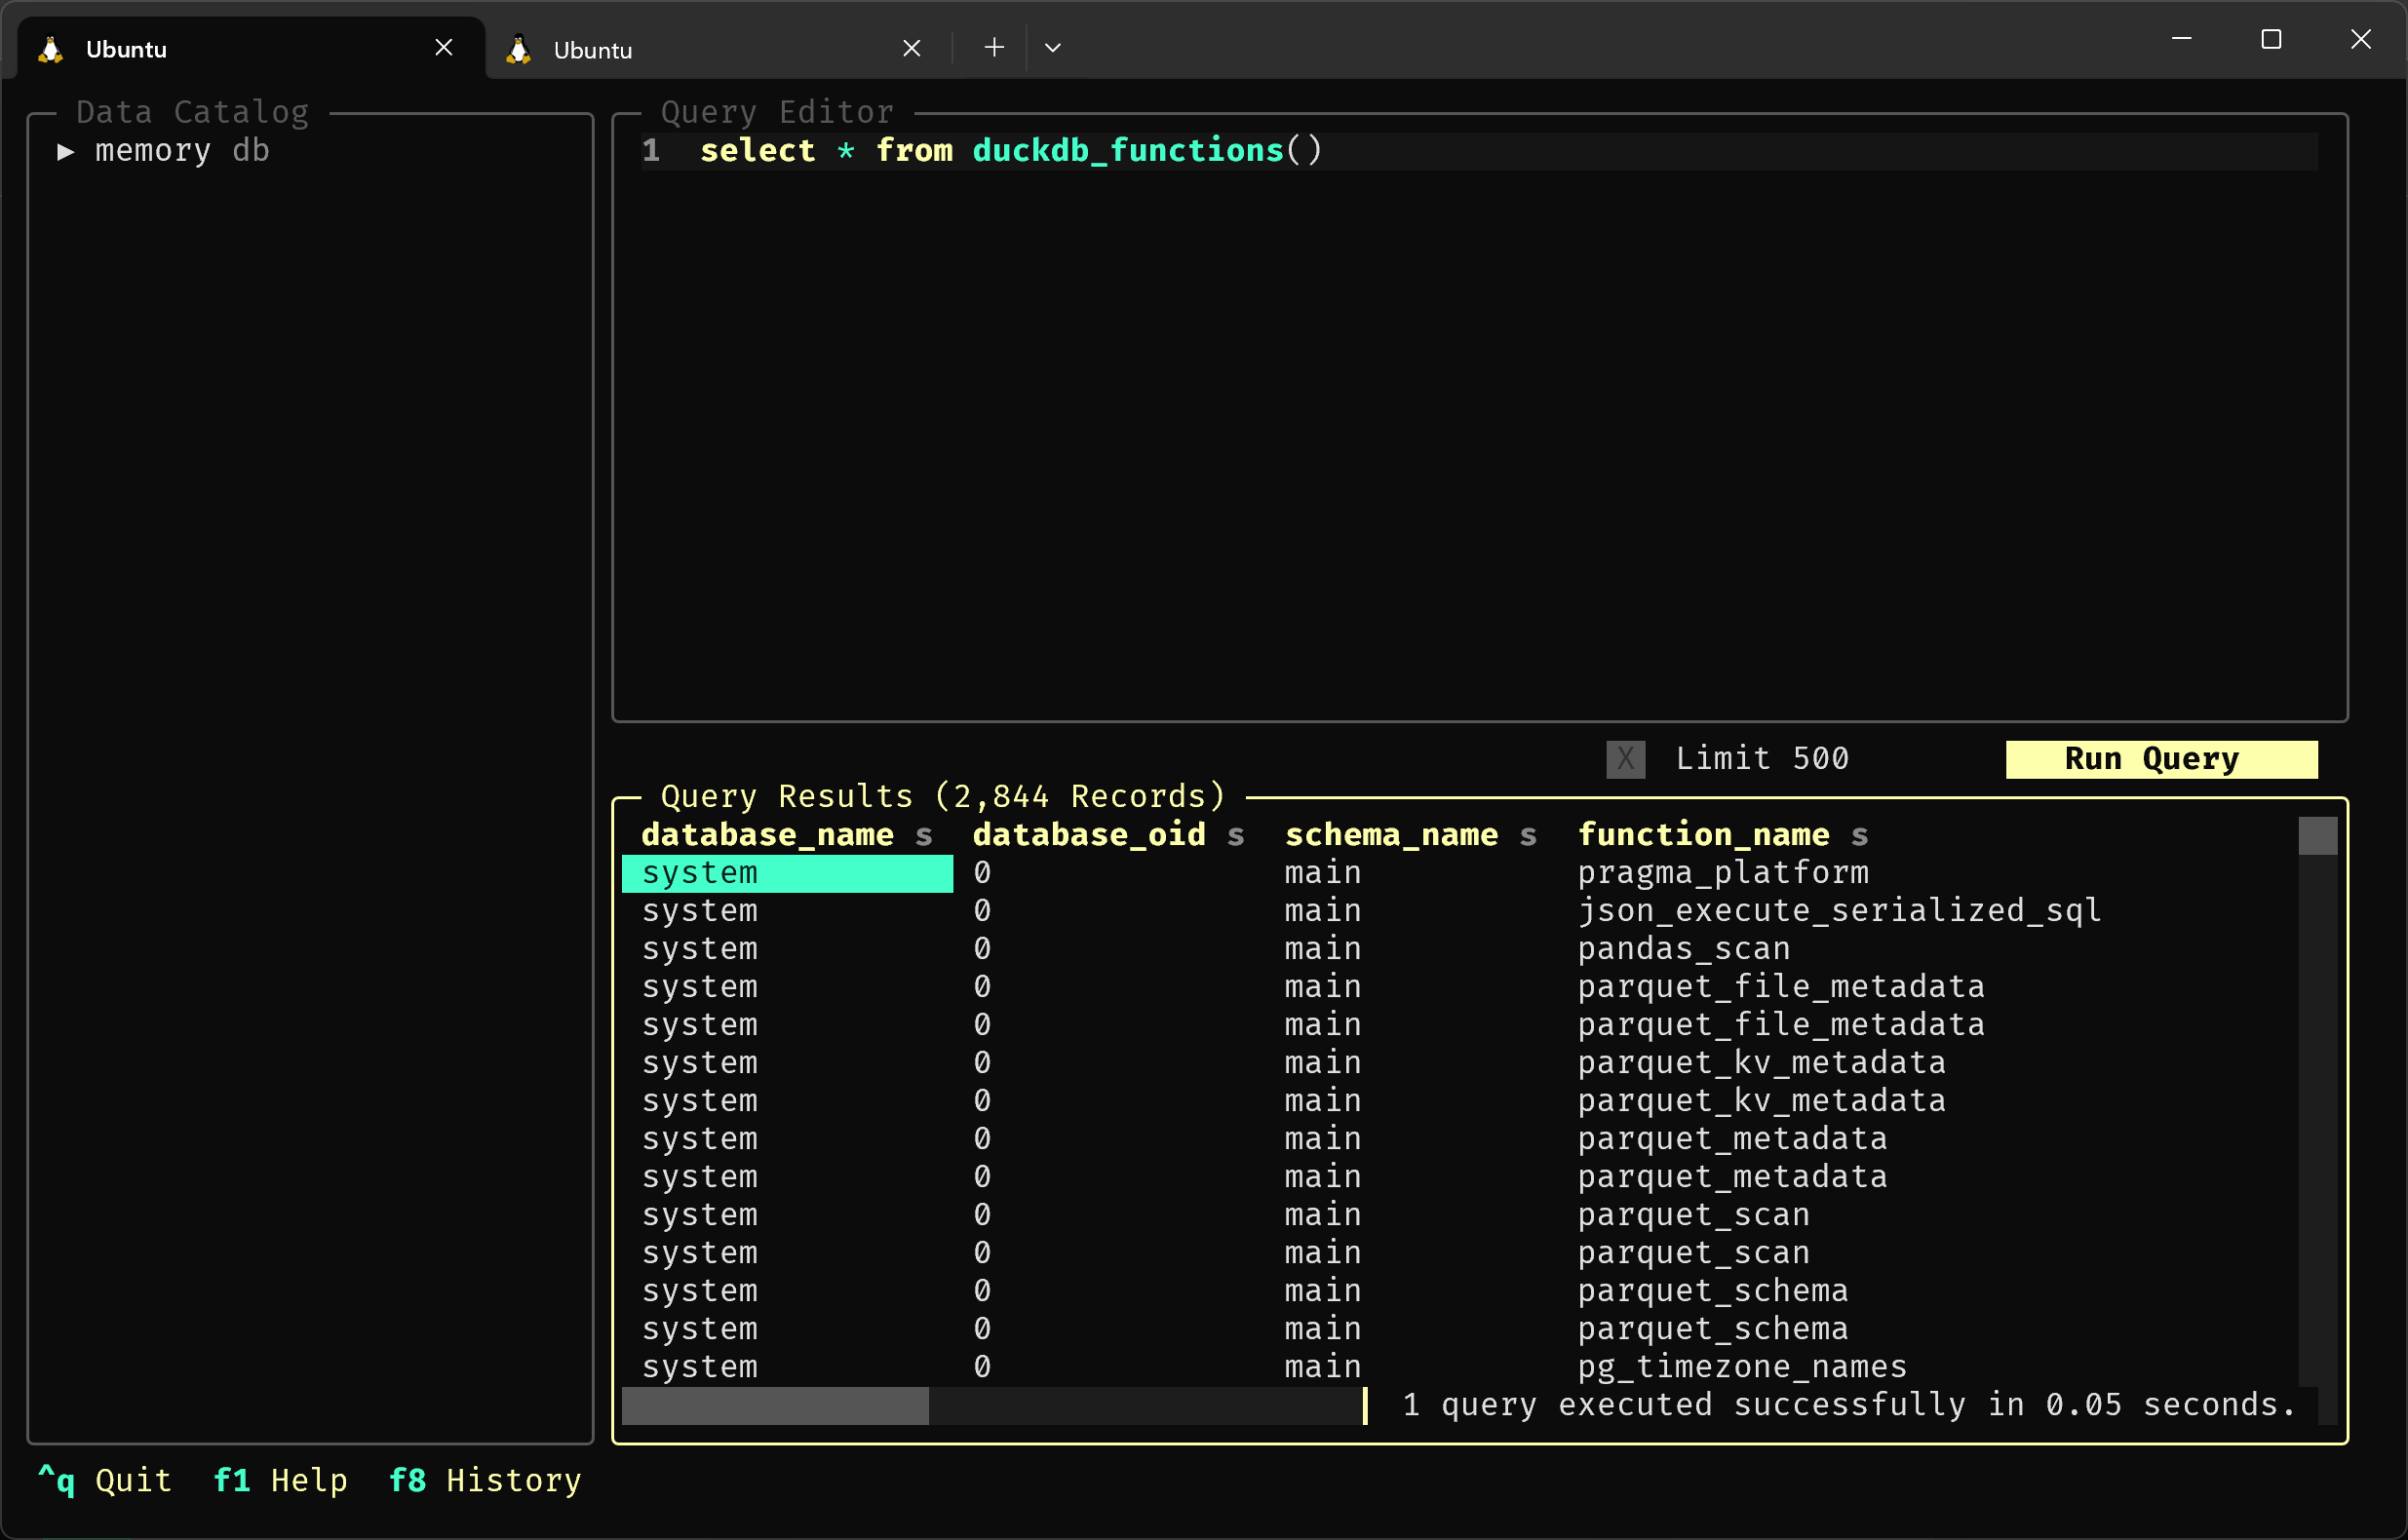 Ubuntu
Ubuntu
Data Catalog
▶ memory db
Query Editor
1 select * from duckdb_functions()
X Limit 500
Run Query
Query Results (2,844 Records)
database_name s database_oid s schema_name s function_name s
system 0 main pragma_platform
system 0 main json_execute_serialized_sql
system 0 main pandas_scan
system 0 main parquet_file_metadata
system 0 main parquet_file_metadata
system 0 main parquet_kv_metadata
system 0 main parquet_kv_metadata
system 0 main parquet_metadata
system 0 main parquet_metadata
system 0 main parquet_scan
system 0 main parquet_scan
system 0 main parquet_schema
system 0 main parquet_schema
system 0 main pg_timezone_names
1 query executed successfully in 0.05 seconds.
^q Quit f1 Help f8 History